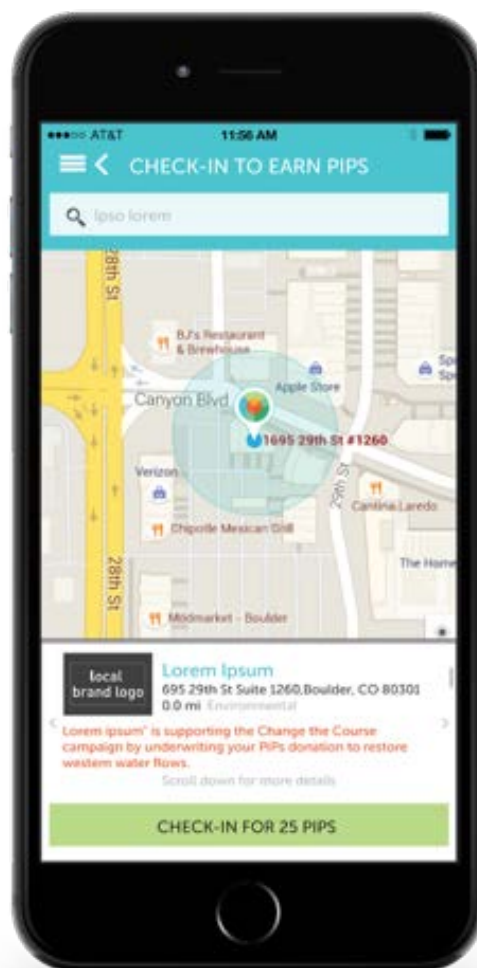 AT&T 11:56 AM
CHECK-IN TO EARN PIPS
Ipso lorem
28th St
BJ's Restaurant
& Brewhouse
Apple Store
Sp
Sp
Canyon Blvd
1695 29th St #1260
Verizon
29th St
Cantina Laredo
Chipotle Mexican Grill
The Home
28th St
Modmarket - Boulder
local
brand logo
Lorem Ipsum
695 29th St Suite 1260,Boulder, CO 80301
0.0 mi Environmental
Lorem ipsum" is supporting the Change the Course
campaign by underwriting your PIPs donation to restore
western water flows.
Scroll down for more details
CHECK-IN FOR 25 PIPS